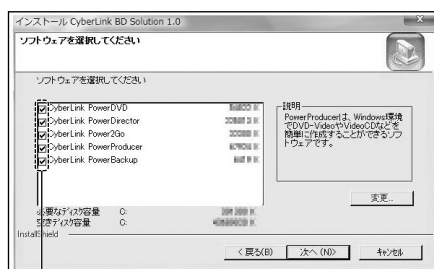 インストール CyberLink BD Solution 1.0
ソフトウェアを選択してください
ソフトウェアを選択してください
CyberLink PowerDVD
CyberLink PowerDirector
CyberLink Power2Go
CyberLink PowerProducer
CyberLink PowerBackup
説明
PowerProducerは、Windows環境
でDVD-VideoやVideoCDなどを
簡単に作成することができるソフ
トウェアです。
変更...
必要なディスク容量 C:
空きディスク容量 C:
InstallShield
< 戻る(B)
次へ (N)>
キャンセル